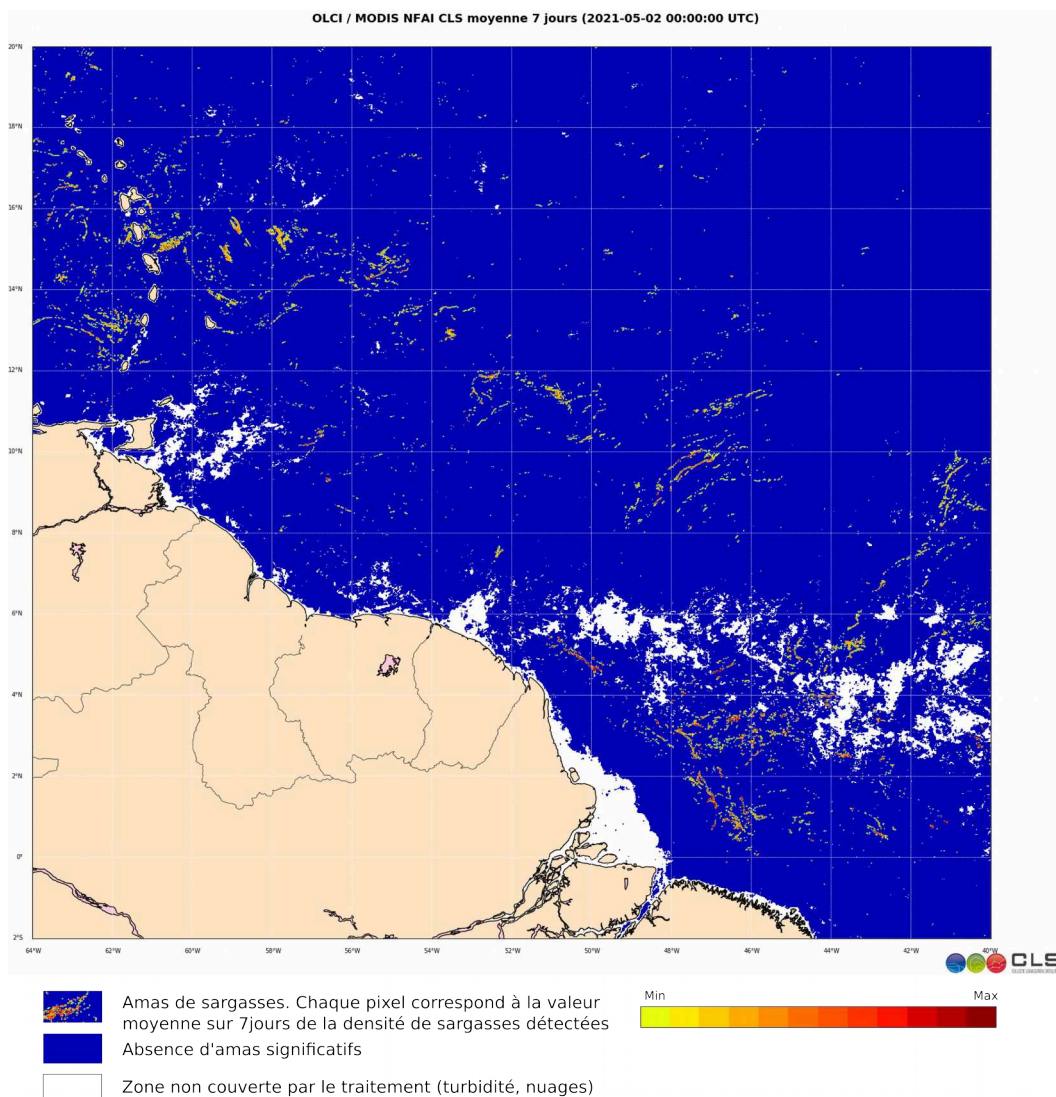 OLCI / MODIS NFAI CLS moyenne 7 jours (2021-05-02 00:00:00 UTC)
20°N
18°N
16°N
14°N
12°N
10°N
8°N
6°N
4°N
2°N
0°
2°S
64°W 62°W 60°W 58°W 56°W 54°W 52°W 50°W 48°W 46°W 44°W 42°W 40°W
CLS
Amas de sargasses. Chaque pixel correspond à la valeur
moyenne sur 7jours de la densité de sargasses détectées
Min Max
Absence d'amas significatifs
Zone non couverte par le traitement (turbidité, nuages)